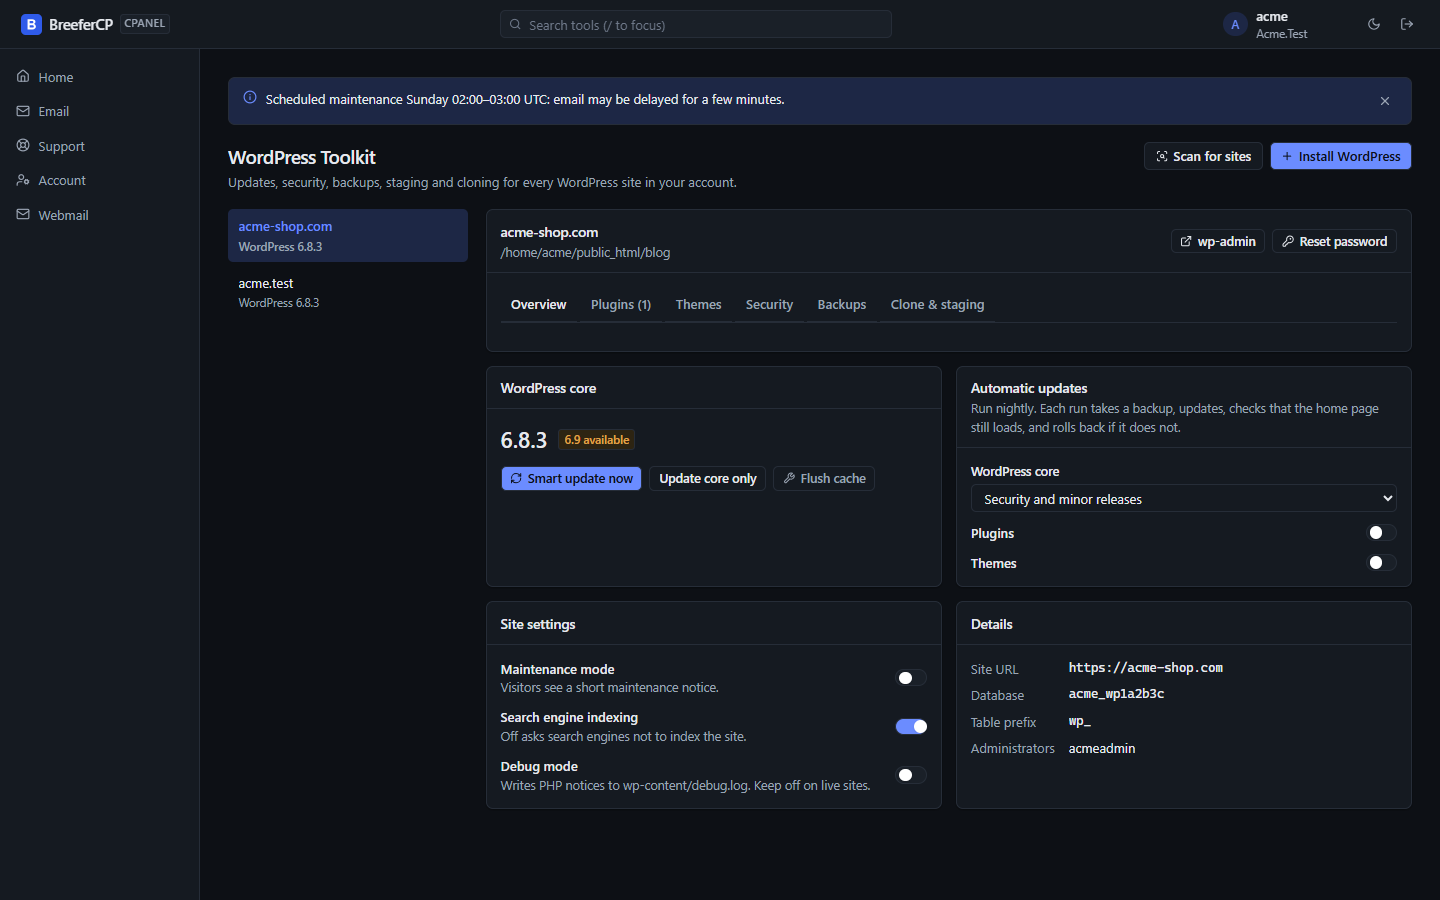 B BreeferCP CPANEL
Search tools (/ to focus)
A acme
Acme.Test
Home
Email
Support
Account
Webmail
Scheduled maintenance Sunday 02:00–03:00 UTC: email may be delayed for a few minutes.
WordPress Toolkit
Updates, security, backups, staging and cloning for every WordPress site in your account.
Scan for sites
Install WordPress
acme-shop.com
WordPress 6.8.3
acme.test
WordPress 6.8.3
acme-shop.com
/home/acme/public_html/blog
wp-admin
Reset password
Overview Plugins (1) Themes Security Backups Clone & staging
WordPress core
6.8.3 6.9 available
Smart update now Update core only Flush cache
Automatic updates
Run nightly. Each run takes a backup, updates, checks that the home page
still loads, and rolls back if it does not.
WordPress core
Security and minor releases
Plugins
Themes
Site settings
Maintenance mode
Visitors see a short maintenance notice.
Search engine indexing
Off asks search engines not to index the site.
Debug mode
Writes PHP notices to wp-content/debug.log. Keep off on live sites.
Details
Site URL https://acme-shop.com
Database acme_wp1a2b3c
Table prefix wp_
Administrators acmeadmin